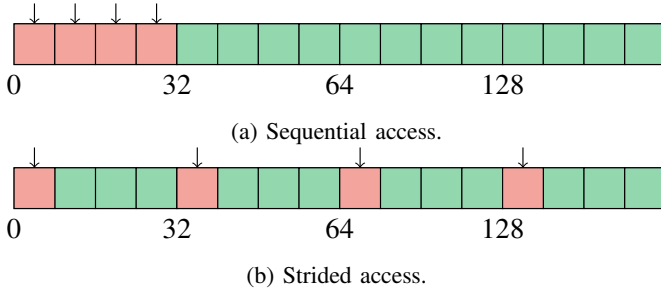 0 32 64 128
(a) Sequential access.
0 32 64 128
(b) Strided access.